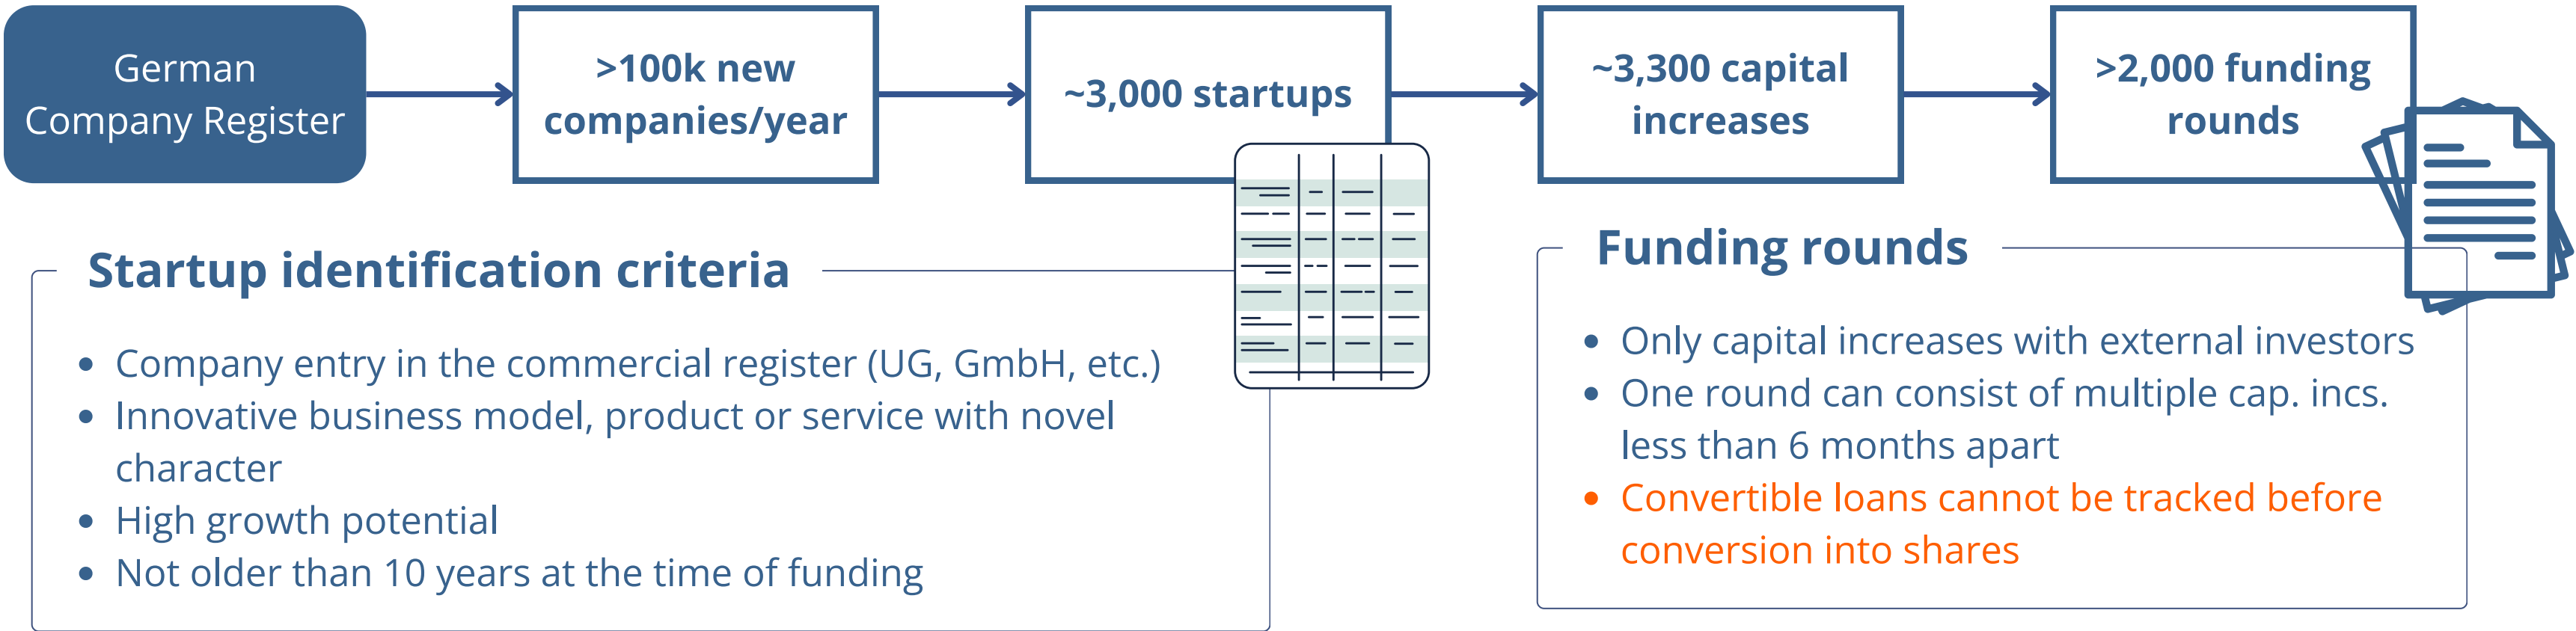 German
Company Register
>100k new
companies/year
~3,000 startups
~3,300 capital
increases
>2,000 funding
rounds
Startup identification criteria
• Company entry in the commercial register (UG, GmbH, etc.)
• Innovative business model, product or service with novel
character
• High growth potential
• Not older than 10 years at the time of funding
Funding rounds
• Only capital increases with external investors
• One round can consist of multiple cap. incs.
less than 6 months apart
• Convertible loans cannot be tracked before
conversion into shares